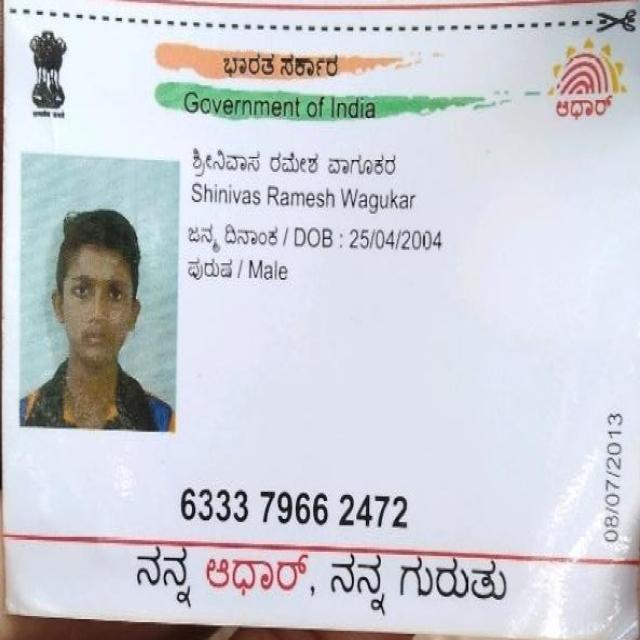 ಭಾರತ ಸರ್ಕಾರ
Government of India
ಆಧಾರ್
ಶ್ರೀನಿವಾಸ ರಮೇಶ ವಾಗೂಕರ
Shinivas Ramesh Wagukar
ಜನ್ಮ ದಿನಾಂಕ / DOB : 25/04/2004
ಪುರುಷ / Male
08/07/2013
6333 7966 2472
ನನ್ನ ಆಧಾರ್, ನನ್ನ ಗುರುತು